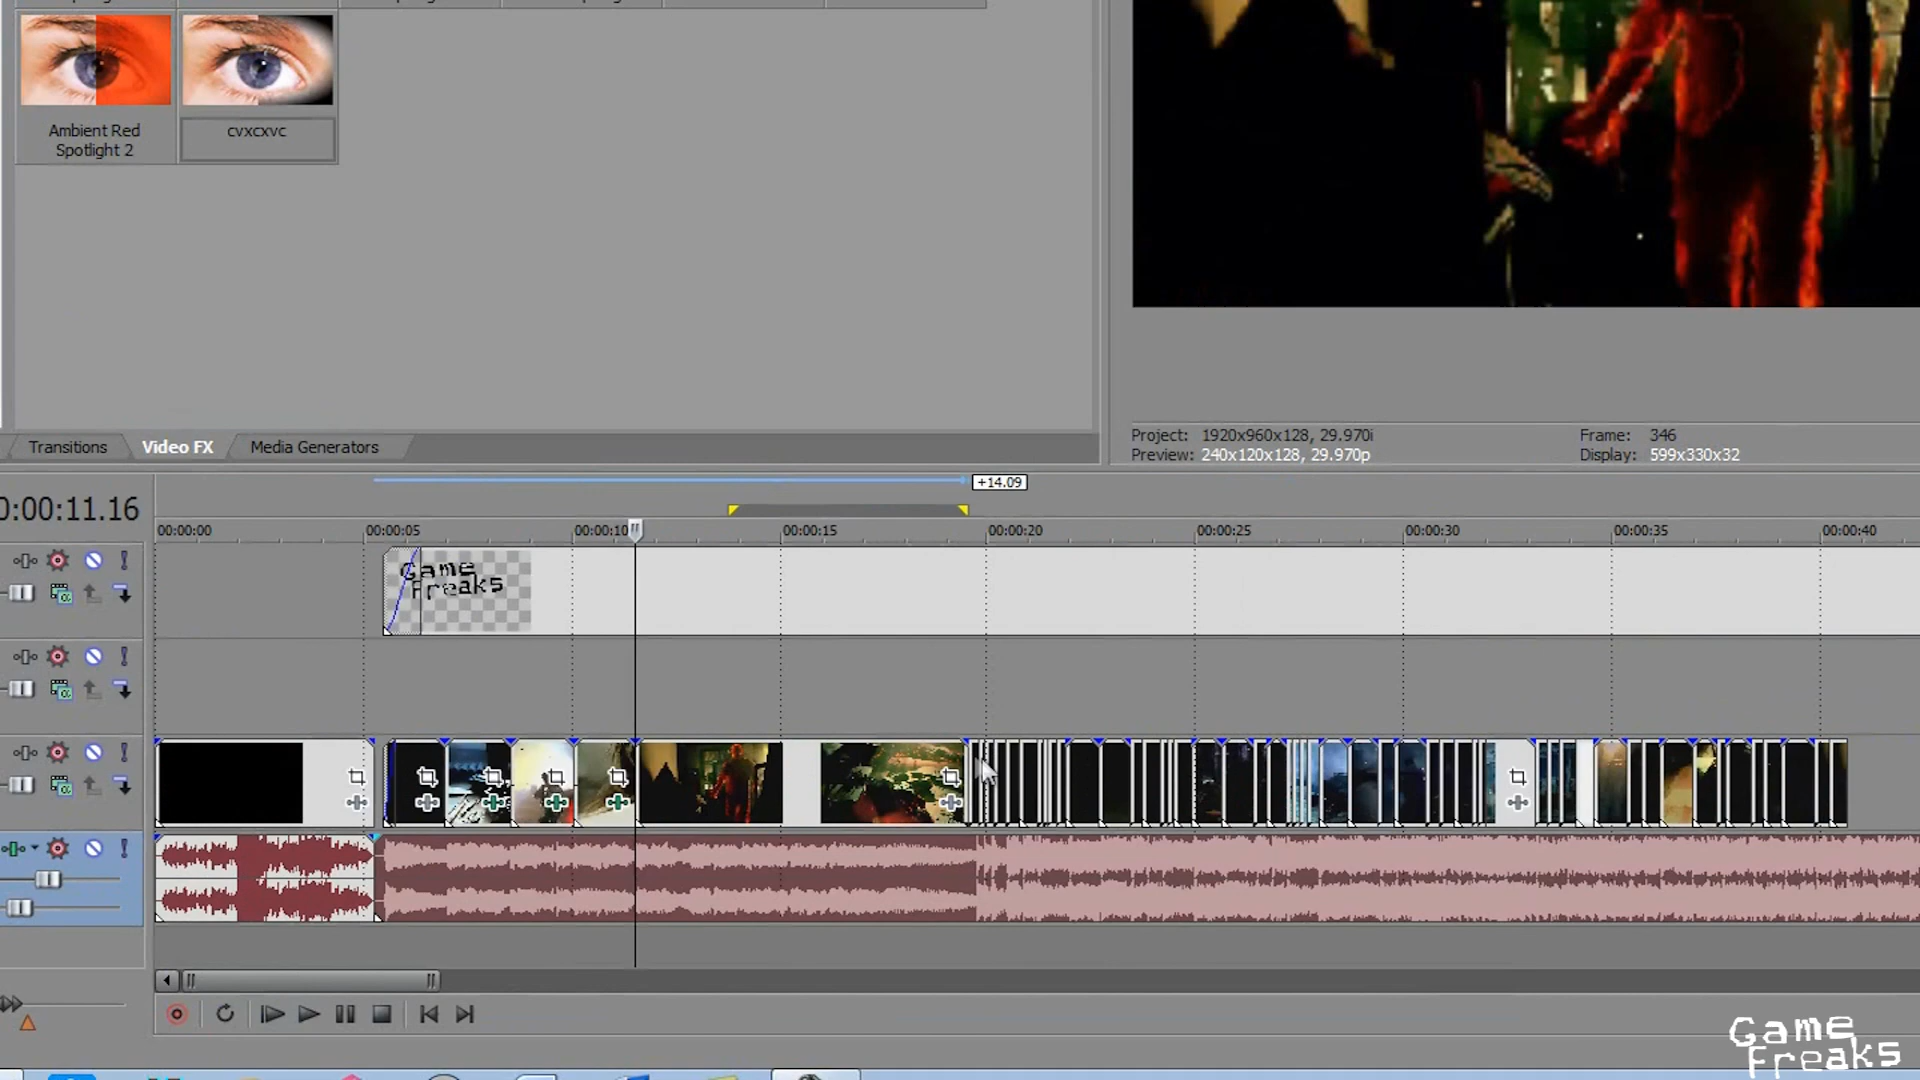 Ambient Red
Spotlight 2
cvxcxvc
Transitions
Video FX
Media Generators
Project: 1920x960x128, 29.970i
Preview: 240x120x128, 29.970p
Frame: 346
Display: 599x330x32
+14.09
0:00:11.16
00:00:00
00:00:05
00:00:10
00:00:15
00:00:20
00:00:25
00:00:30
00:00:35
00:00:40
Game
Freaks
Game
Freaks